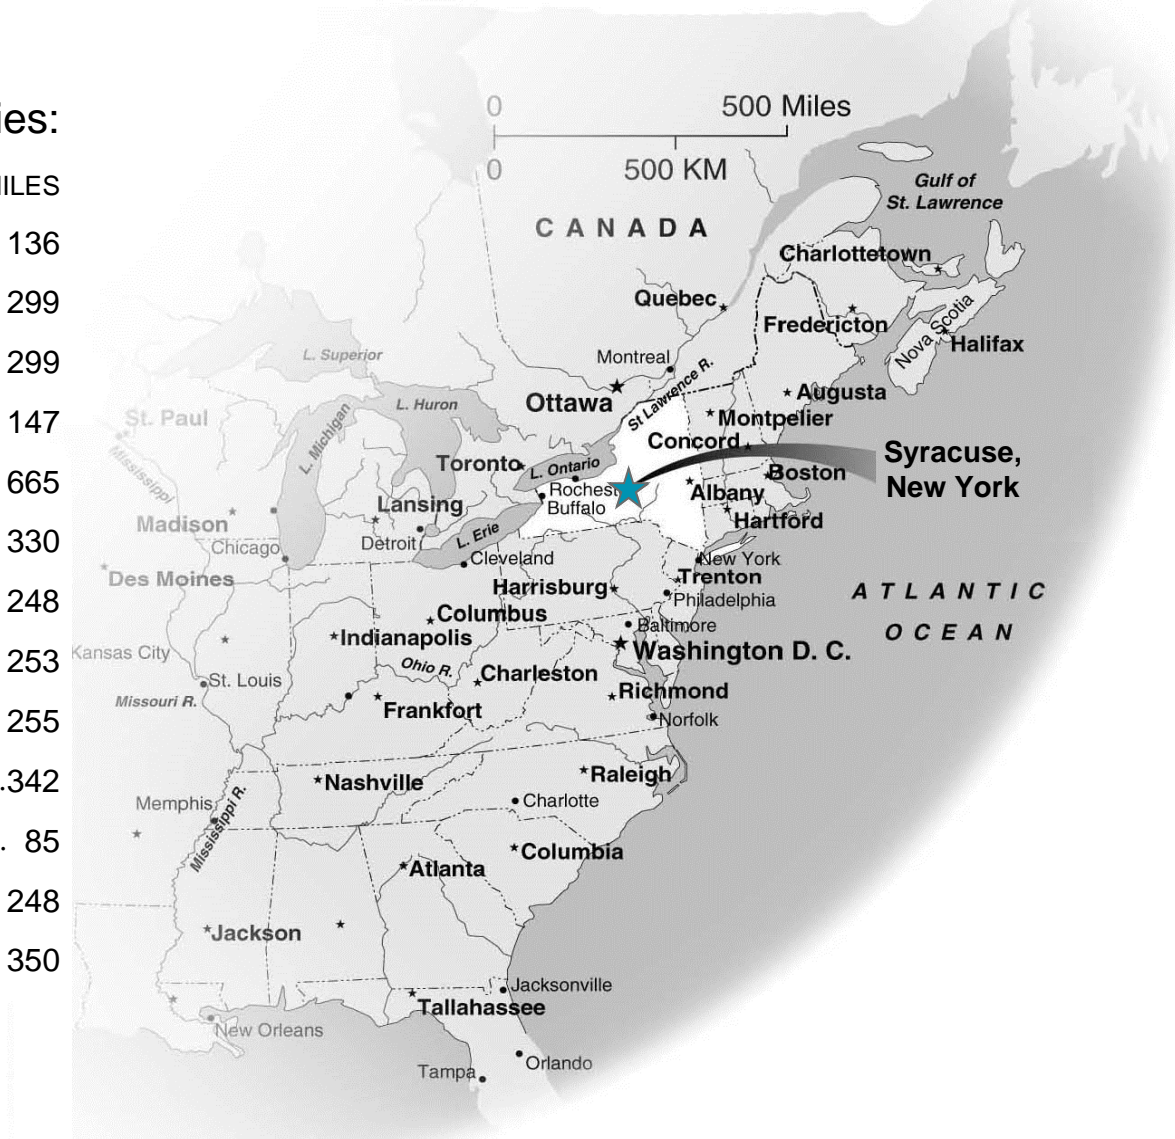 ies:
MILES
136
299
299
147
665
330
248
253
255
.342
. 85
248
350
0 500 Miles
0 500 KM
CANADA
Gulf of
St. Lawrence
Charlottetown
Quebec
Fredericton
Nova Scotia
Halifax
Montreal
L. Superior
Ottawa
St Lawrence R.
Augusta
L. Huron
Montpelier
St. Paul
L. Michigan
Concord
Syracuse,
New York
Toronto
L. Ontario
Boston
Mississippi
Rochest
Albany
Buffalo
Lansing
Hartford
Madison
Detroit
L. Erie
Chicago
Cleveland
New York
Des Moines
Trenton
Harrisburg
Philadelphia
ATLANTIC
OCEAN
Columbus
Baltimore
Indianapolis
Washington D. C.
Kansas City
Ohio R.
Charleston
St. Louis
Richmond
Missouri R.
Frankfort
Norfolk
Raleigh
Nashville
Memphis
Charlotte
Mississippi R.
Columbia
Atlanta
Jackson
Jacksonville
Tallahassee
New Orleans
Orlando
Tampa